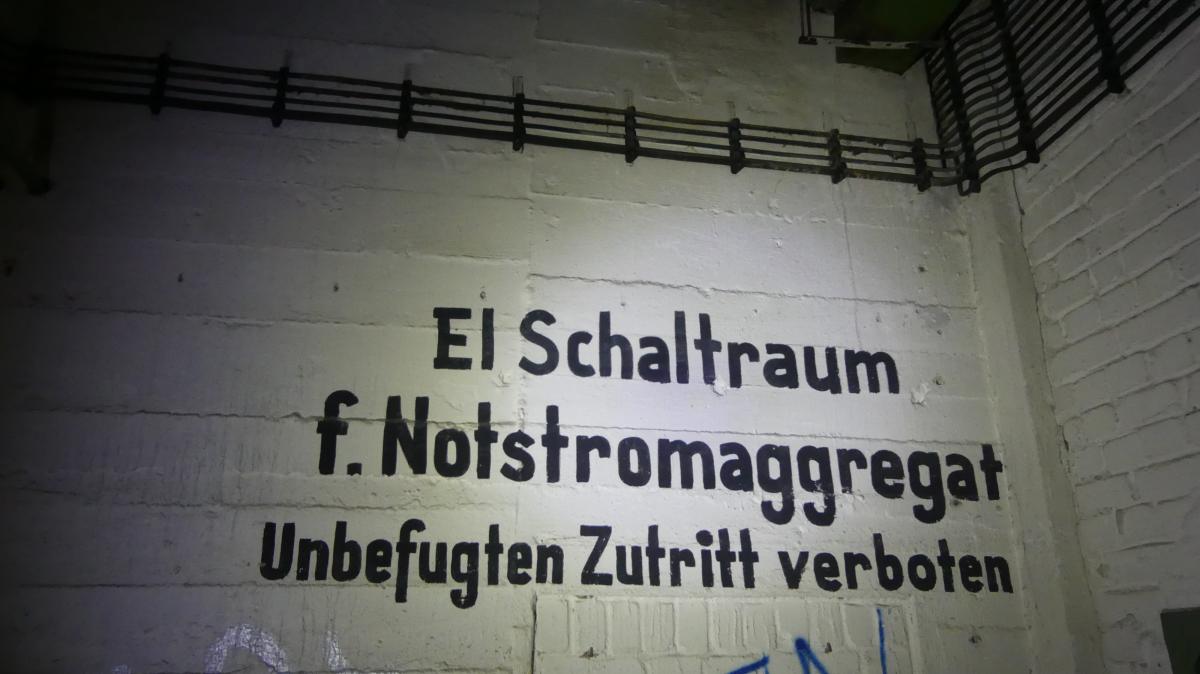 El Schaltraum
f. Notstromaggregat
Unbefugten Zutritt verboten